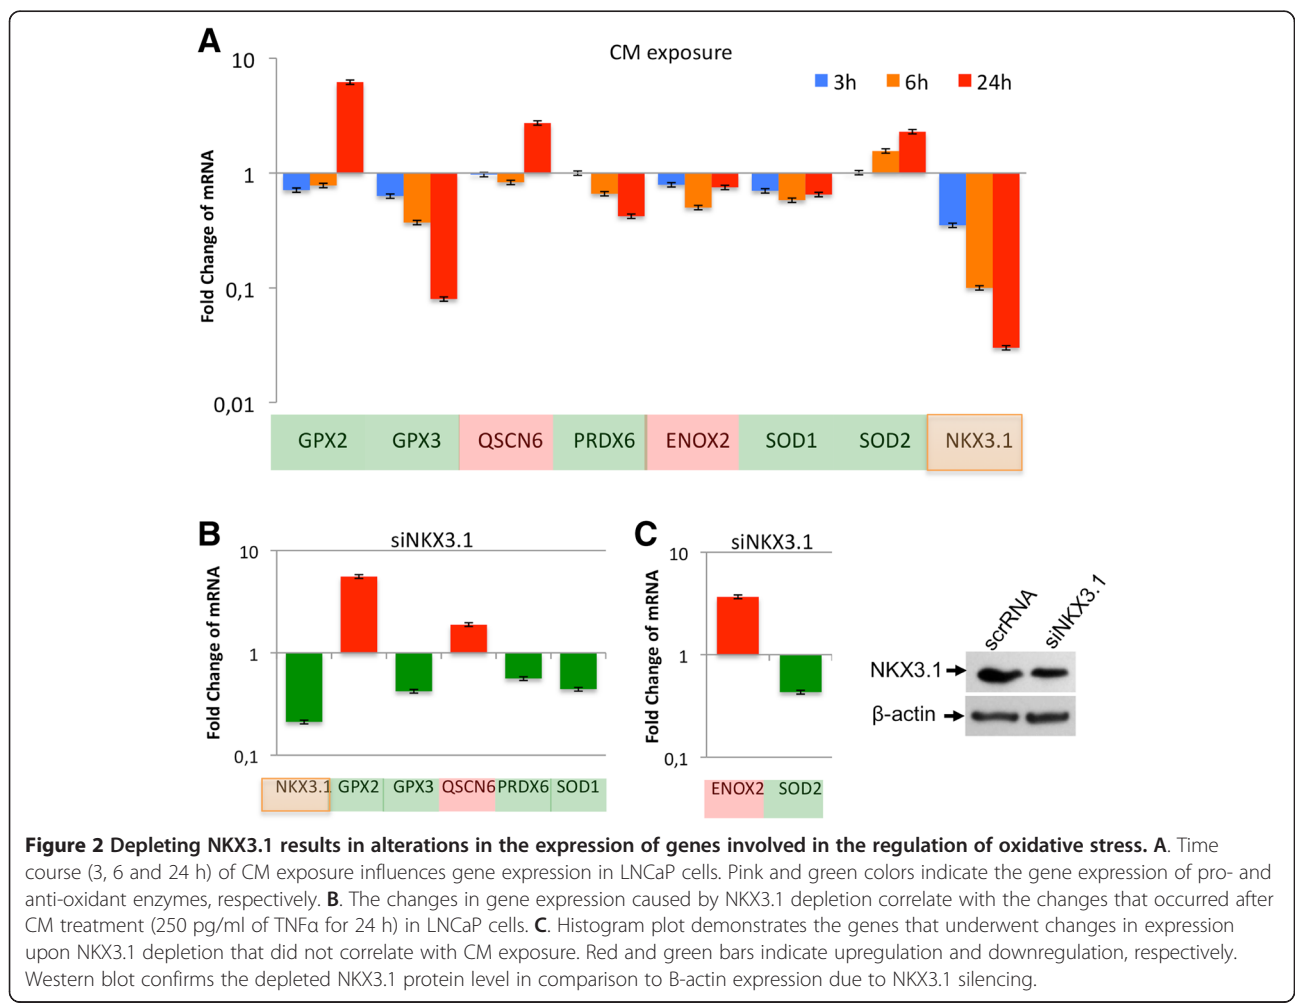 A
CM exposure
3h 6h 24h
Fold Change of mRNA
10
1
0,1
0,01
GPX2 GPX3 QSCN6 PRDX6 ENOX2 SOD1 SOD2 NKX3.1
B
siNKX3.1
Fold Change of mRNA
10
1
0,1
NKX3.1 GPX2 GPX3 QSCN6 PRDX6 SOD1
C
siNKX3.1
Fold Change of mRNA
10
1
0,1
ENOX2 SOD2
scrRNA siNKX3.1
NKX3.1
β-actin
Figure 2 Depleting NKX3.1 results in alterations in the expression of genes involved in the regulation of oxidative stress. A. Time
course (3, 6 and 24 h) of CM exposure influences gene expression in LNCaP cells. Pink and green colors indicate the gene expression of pro- and
anti-oxidant enzymes, respectively. B. The changes in gene expression caused by NKX3.1 depletion correlate with the changes that occurred after
CM treatment (250 pg/ml of TNFα for 24 h) in LNCaP cells. C. Histogram plot demonstrates the genes that underwent changes in expression
upon NKX3.1 depletion that did not correlate with CM exposure. Red and green bars indicate upregulation and downregulation, respectively.
Western blot confirms the depleted NKX3.1 protein level in comparison to B-actin expression due to NKX3.1 silencing.